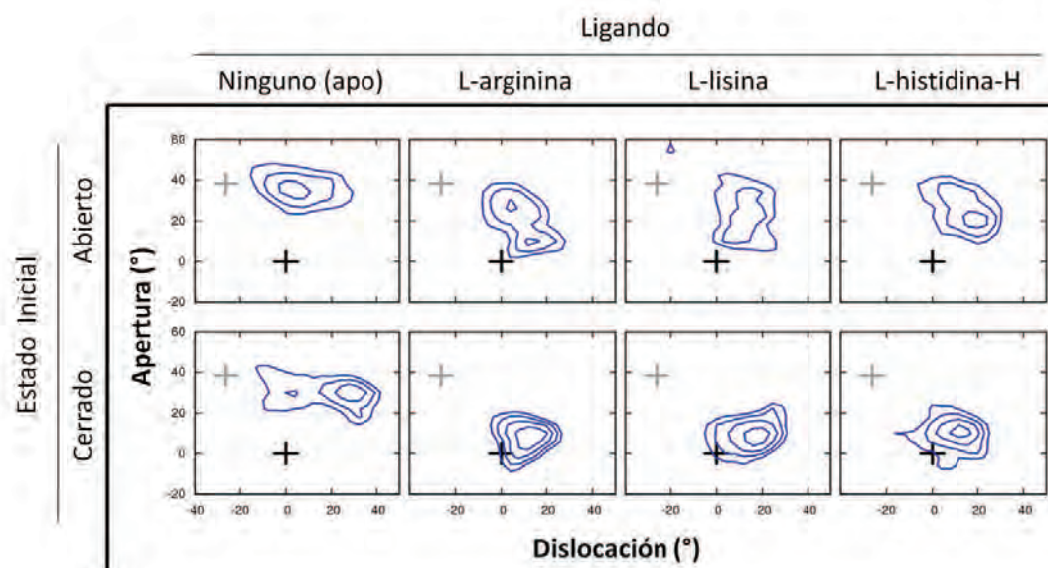 Ligando
Ninguno (apo) L-arginina L-lisina L-histidina-H
Estado Inicial
Abierto
Cerrado
Apertura (°)
60
40
20
0
-20
60
40
20
0
-20
-40 -20 0 20 40 -20 0 20 40 -20 0 20 40 -20 0 20 40
Dislocación (°)